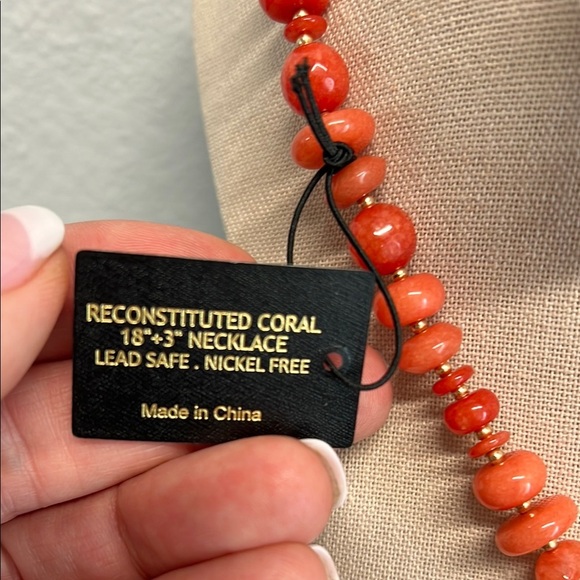 RECONSTITUTED CORAL
18"+3" NECKLACE
LEAD SAFE . NICKEL FREE
Made in China